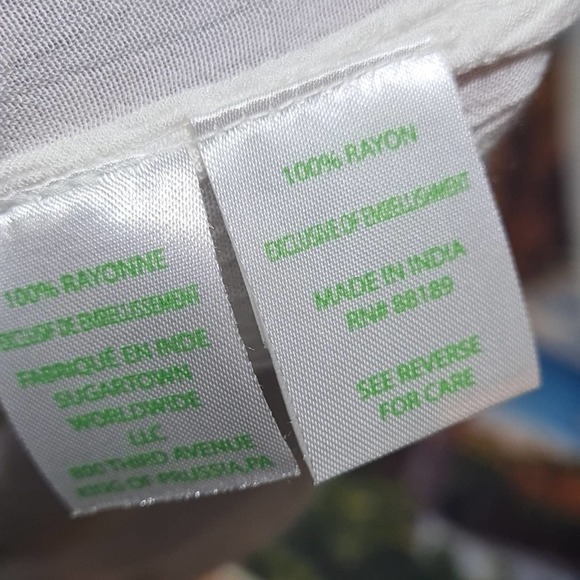 100% RAYONNE
EXCLUSIF DE EMBELLISSEMENT
FABRIQUÉ EN INDE
SUGARTOWN
WORLDWIDE
LLC
800 THIRD AVENUE
KING OF PRUSSIA, PA
100% RAYON
EXCLUSIVE OF EMBELLISHMENT
MADE IN INDIA
RN# 88189
SEE REVERSE
FOR CARE